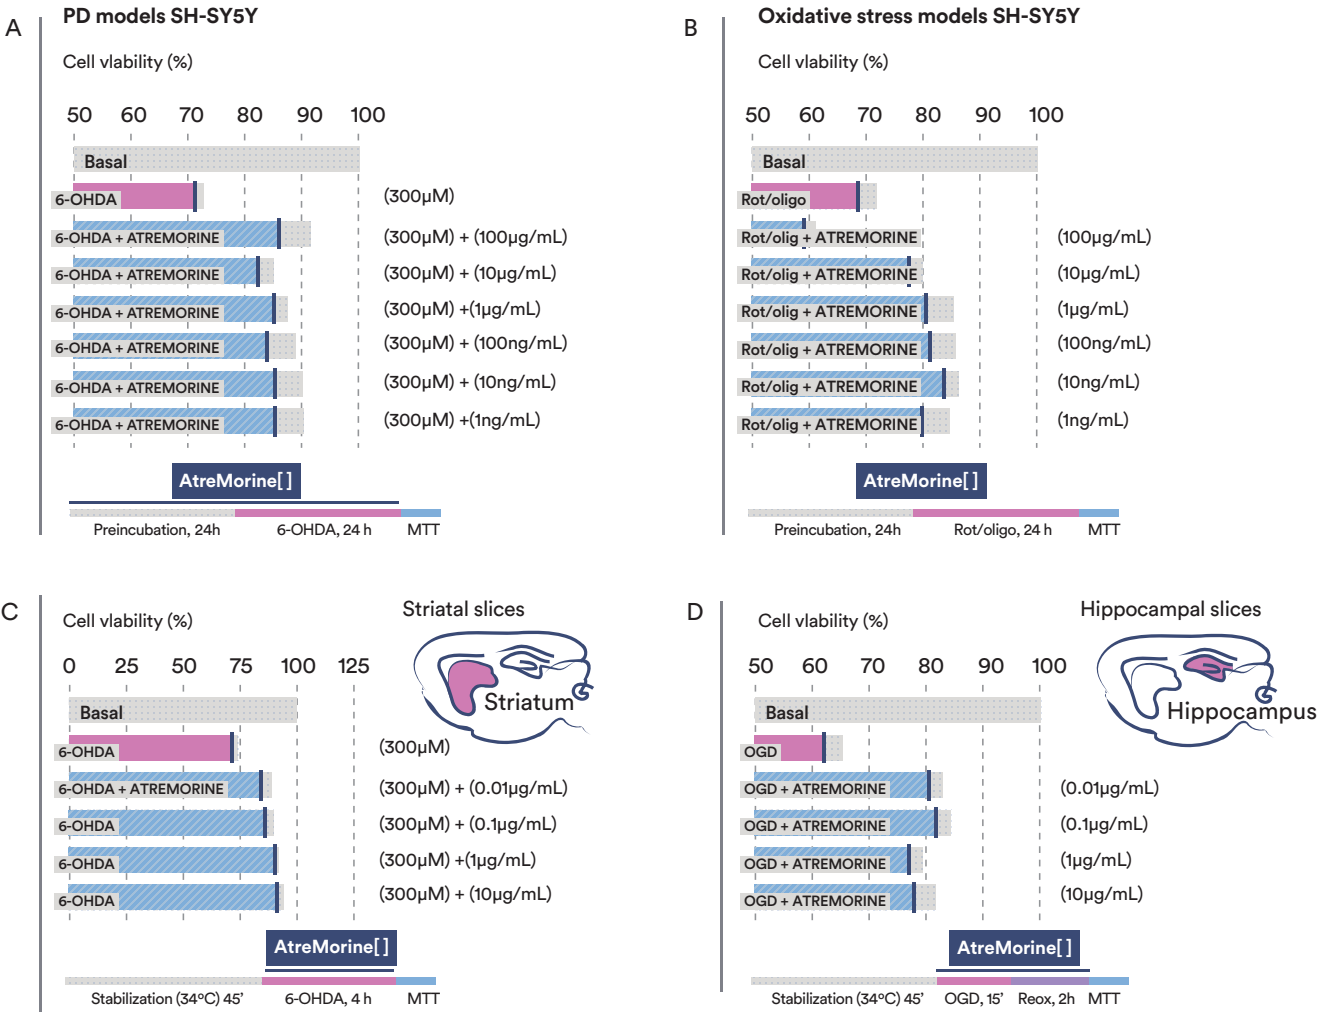 A
PD models SH-SY5Y
Cell vlability (%)
50 60 70 80 90 100
Basal
6-OHDA (300µM)
6-OHDA + ATREMORINE (300µM) + (100µg/mL)
6-OHDA + ATREMORINE (300µM) + (10µg/mL)
6-OHDA + ATREMORINE (300µM) +(1µg/mL)
6-OHDA + ATREMORINE (300µM) + (100ng/mL)
6-OHDA + ATREMORINE (300µM) + (10ng/mL)
6-OHDA + ATREMORINE (300µM) +(1ng/mL)
AtreMorine[ ]
Preincubation, 24h 6-OHDA, 24 h MTT
B
Oxidative stress models SH-SY5Y
Cell vlability (%)
50 60 70 80 90 100
Basal
Rot/oligo
Rot/olig + ATREMORINE (100µg/mL)
Rot/olig + ATREMORINE (10µg/mL)
Rot/olig + ATREMORINE (1µg/mL)
Rot/olig + ATREMORINE (100ng/mL)
Rot/olig + ATREMORINE (10ng/mL)
Rot/olig + ATREMORINE (1ng/mL)
AtreMorine[ ]
Preincubation, 24h Rot/oligo, 24 h MTT
C
Cell vlability (%)
Striatal slices
0 25 50 75 100 125
Striatum
Basal
6-OHDA (300µM)
6-OHDA + ATREMORINE (300µM) + (0.01µg/mL)
6-OHDA (300µM) + (0.1µg/mL)
6-OHDA (300µM) +(1µg/mL)
6-OHDA (300µM) + (10µg/mL)
AtreMorine[ ]
Stabilization (34ºC) 45’ 6-OHDA, 4 h MTT
D
Cell vlability (%)
Hippocampal slices
50 60 70 80 90 100
Hippocampus
Basal
OGD
OGD + ATREMORINE (0.01µg/mL)
OGD + ATREMORINE (0.1µg/mL)
OGD + ATREMORINE (1µg/mL)
OGD + ATREMORINE (10µg/mL)
AtreMorine[ ]
Stabilization (34ºC) 45’ OGD, 15’ Reox, 2h MTT